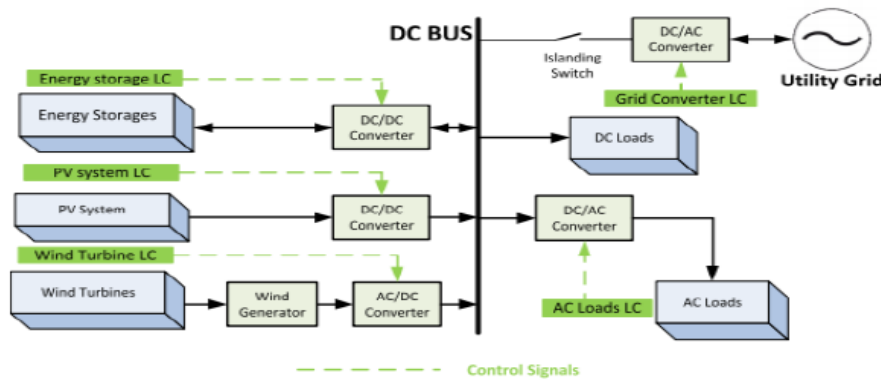 DC BUS
Islanding
Switch
DC/AC
Converter
Utility Grid
Grid Converter LC
Energy storage LC
Energy Storages
DC/DC
Converter
DC Loads
PV system LC
PV System
DC/DC
Converter
DC/AC
Converter
Wind Turbine LC
Wind Turbines
Wind
Generator
AC/DC
Converter
AC Loads LC
AC Loads
Control Signals